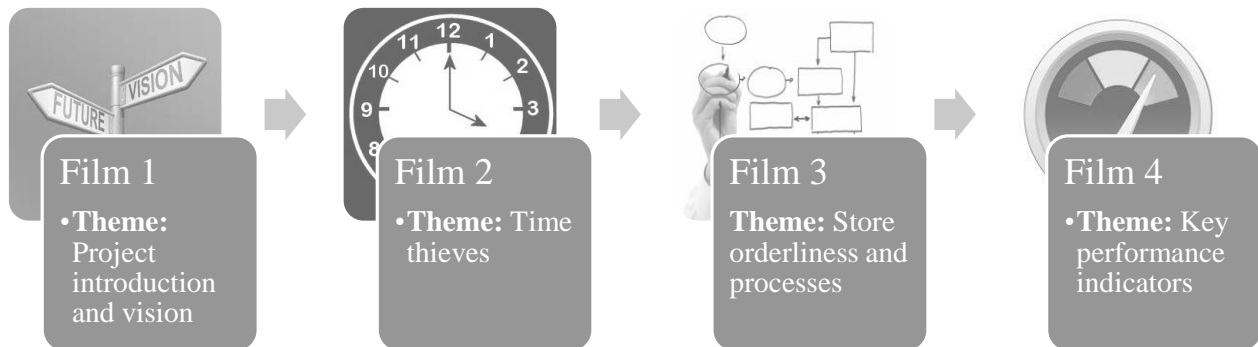 FUTURE
VISION
12
1
2
3
8
9
10
11
Film 1
•Theme:
Project
introduction
and vision
Film 2
•Theme: Time
thieves
Film 3
Theme: Store
orderliness and
processes
Film 4
•Theme: Key
performance
indicators